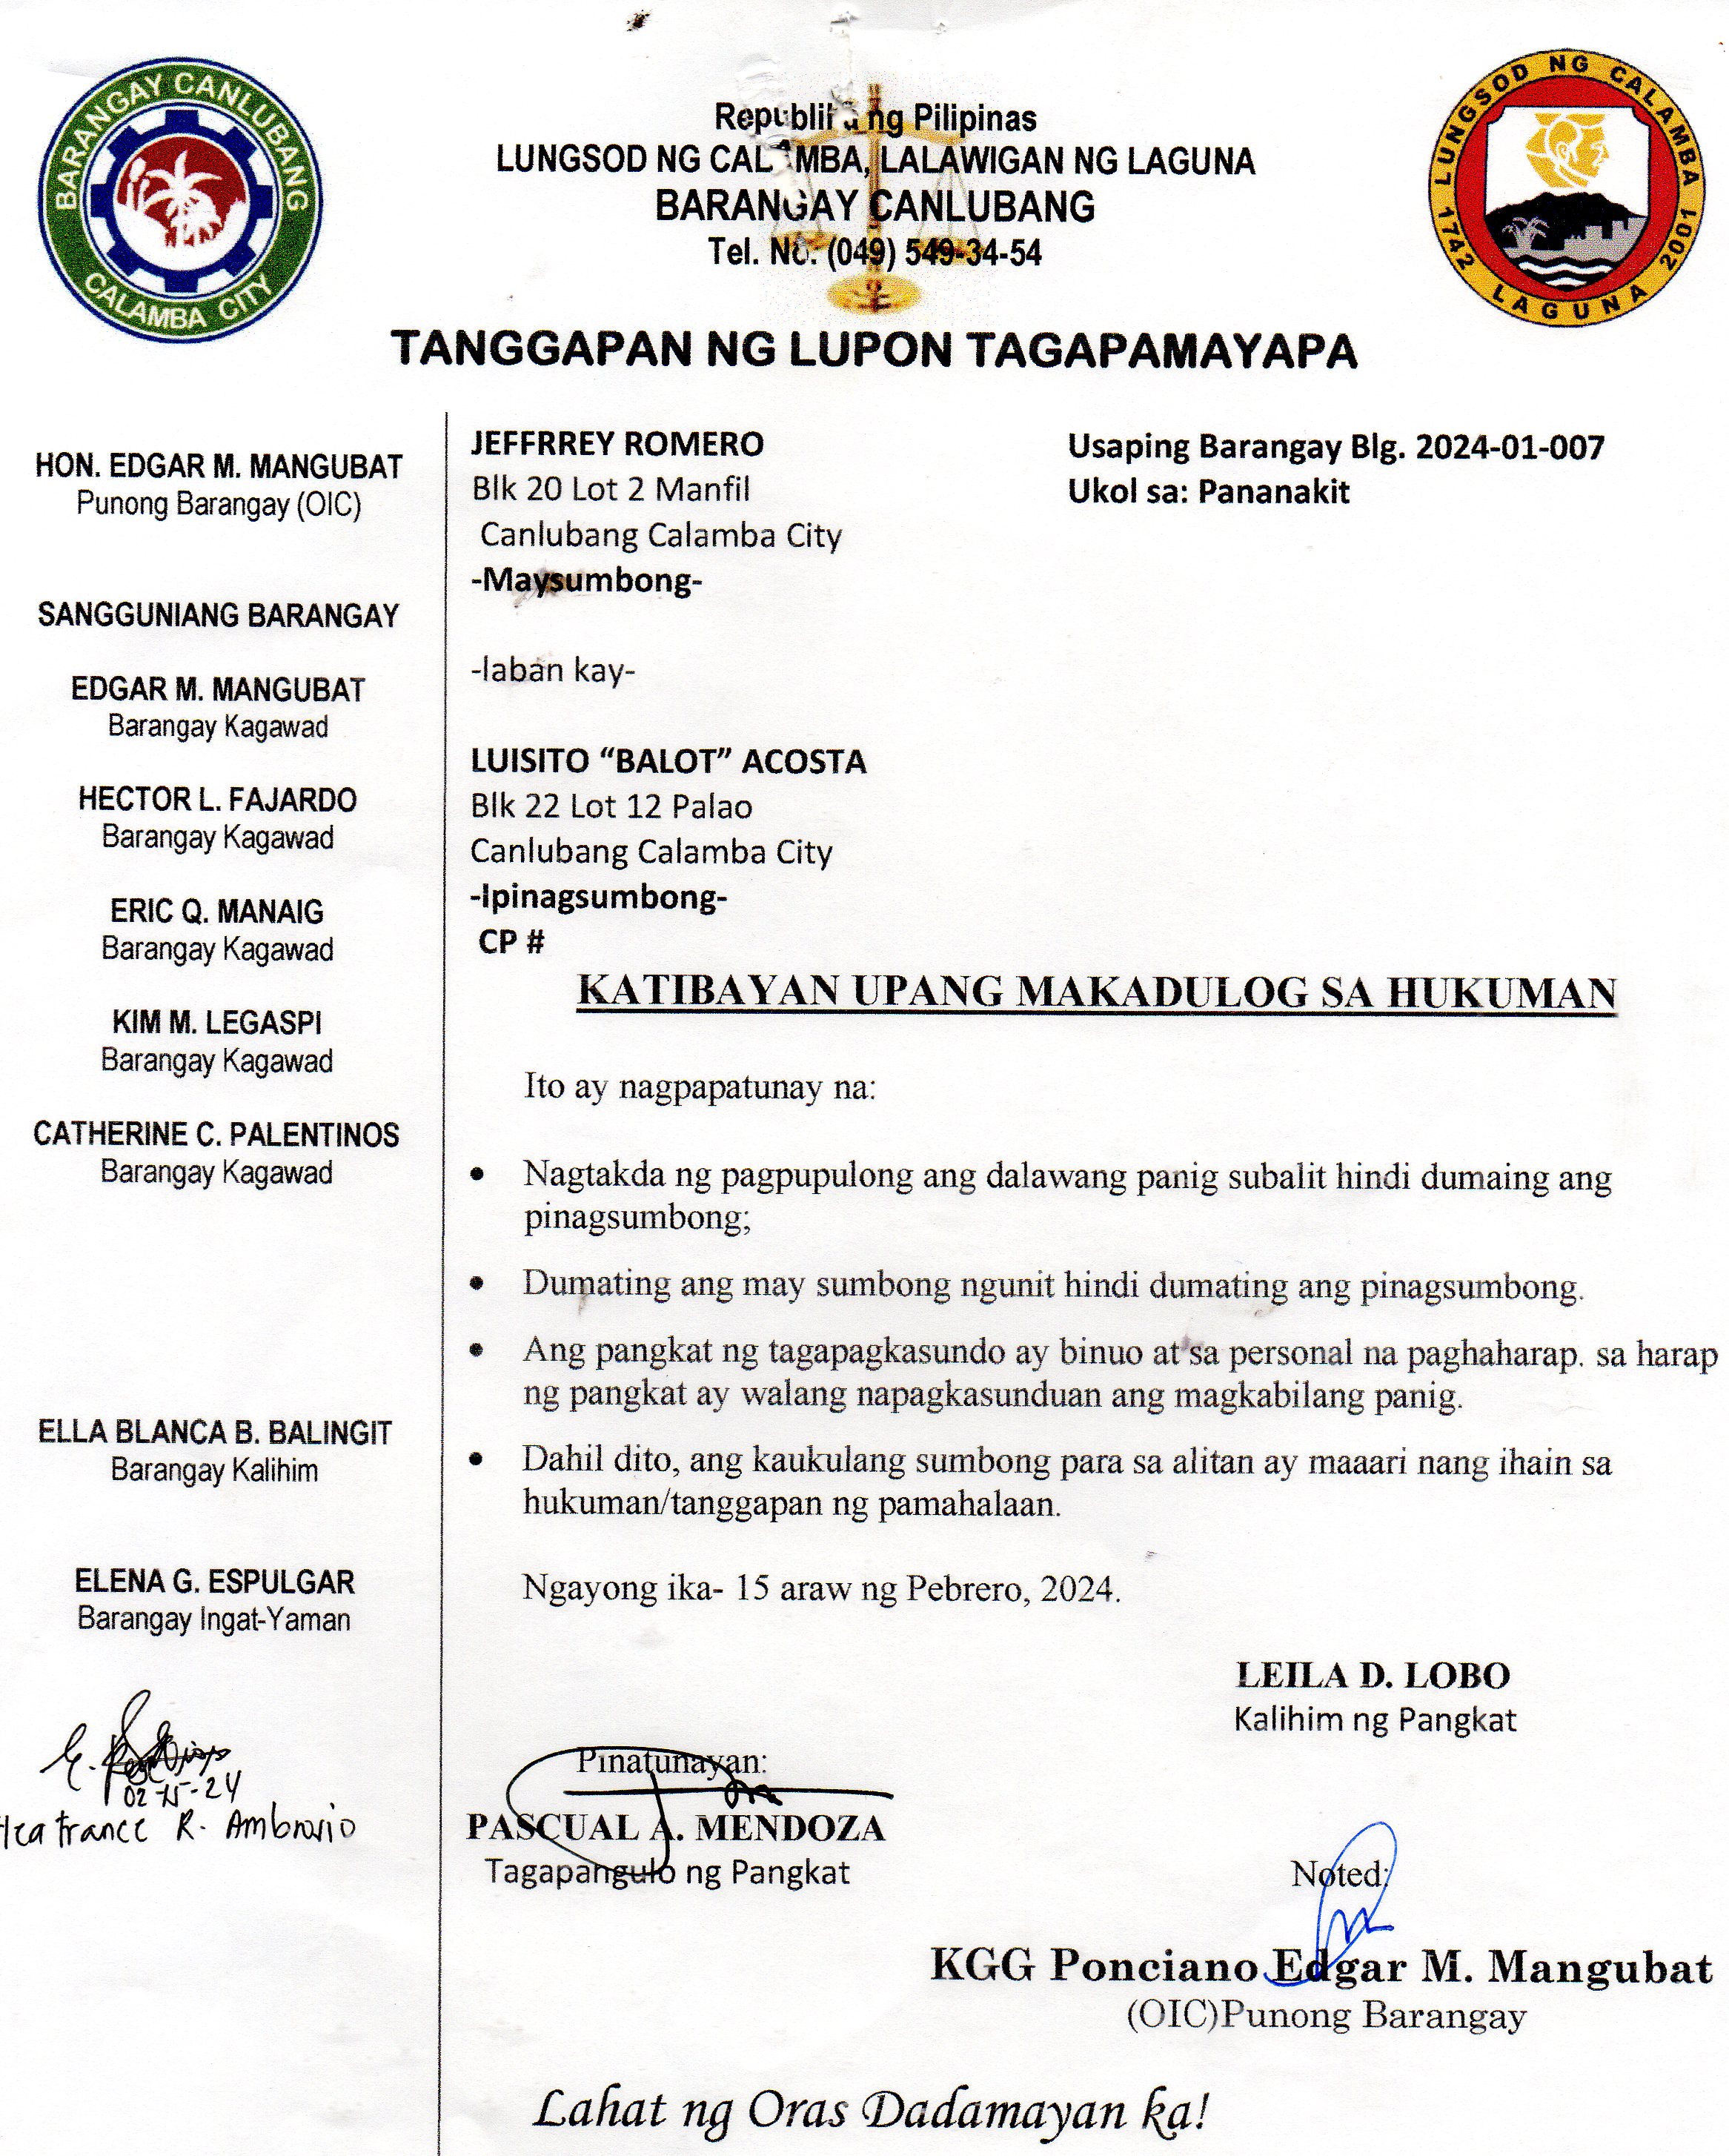 BARANGAY CANLUBANG
CALAMBA CITY
Republika ng Pilipinas
LUNGSOD NG CALAMBA, LALAWIGAN NG LAGUNA
BARANGAY CANLUBANG
Tel. No. (049) 549-34-54
LUNGSOD NG CALAMBA
1742 LAGUNA 2001
TANGGAPAN NG LUPON TAGAPAMAYAPA
HON. EDGAR M. MANGUBAT
Punong Barangay (OIC)
SANGGUNIANG BARANGAY
EDGAR M. MANGUBAT
Barangay Kagawad
HECTOR L. FAJARDO
Barangay Kagawad
ERIC Q. MANAIG
Barangay Kagawad
KIM M. LEGASPI
Barangay Kagawad
CATHERINE C. PALENTINOS
Barangay Kagawad
ELLA BLANCA B. BALINGIT
Barangay Kalihim
ELENA G. ESPULGAR
Barangay Ingat-Yaman
02-15-24
France R. Ambrosio
JEFFRREY ROMERO
Blk 20 Lot 2 Manfil
Canlubang Calamba City
-Maysumbong-
Usaping Barangay Blg. 2024-01-007
Ukol sa: Pananakit
-laban kay-
LUISITO “BALOT” ACOSTA
Blk 22 Lot 12 Palao
Canlubang Calamba City
-Ipinagsumbong-
CP #
KATIBAYAN UPANG MAKADULOG SA HUKUMAN
Ito ay nagpapatunay na:
• Nagtakda ng pagpupulong ang dalawang panig subalit hindi dumaing ang
pinagsumbong;
• Dumating ang may sumbong ngunit hindi dumating ang pinagsumbong.
• Ang pangkat ng tagapagkasundo ay binuo at sa personal na paghaharap. sa harap
ng pangkat ay walang napagkasunduan ang magkabilang panig.
• Dahil dito, ang kaukulang sumbong para sa alitan ay maaari nang ihain sa
hukuman/tanggapan ng pamahalaan.
Ngayong ika- 15 araw ng Pebrero, 2024.
LEILA D. LOBO
Kalihim ng Pangkat
Pinatunayan:
PASCUAL A. MENDOZA
Tagapangulo ng Pangkat
Noted:
KGG Ponciano Edgar M. Mangubat
(OIC)Punong Barangay
Lahat ng Oras Dadamayan ka!